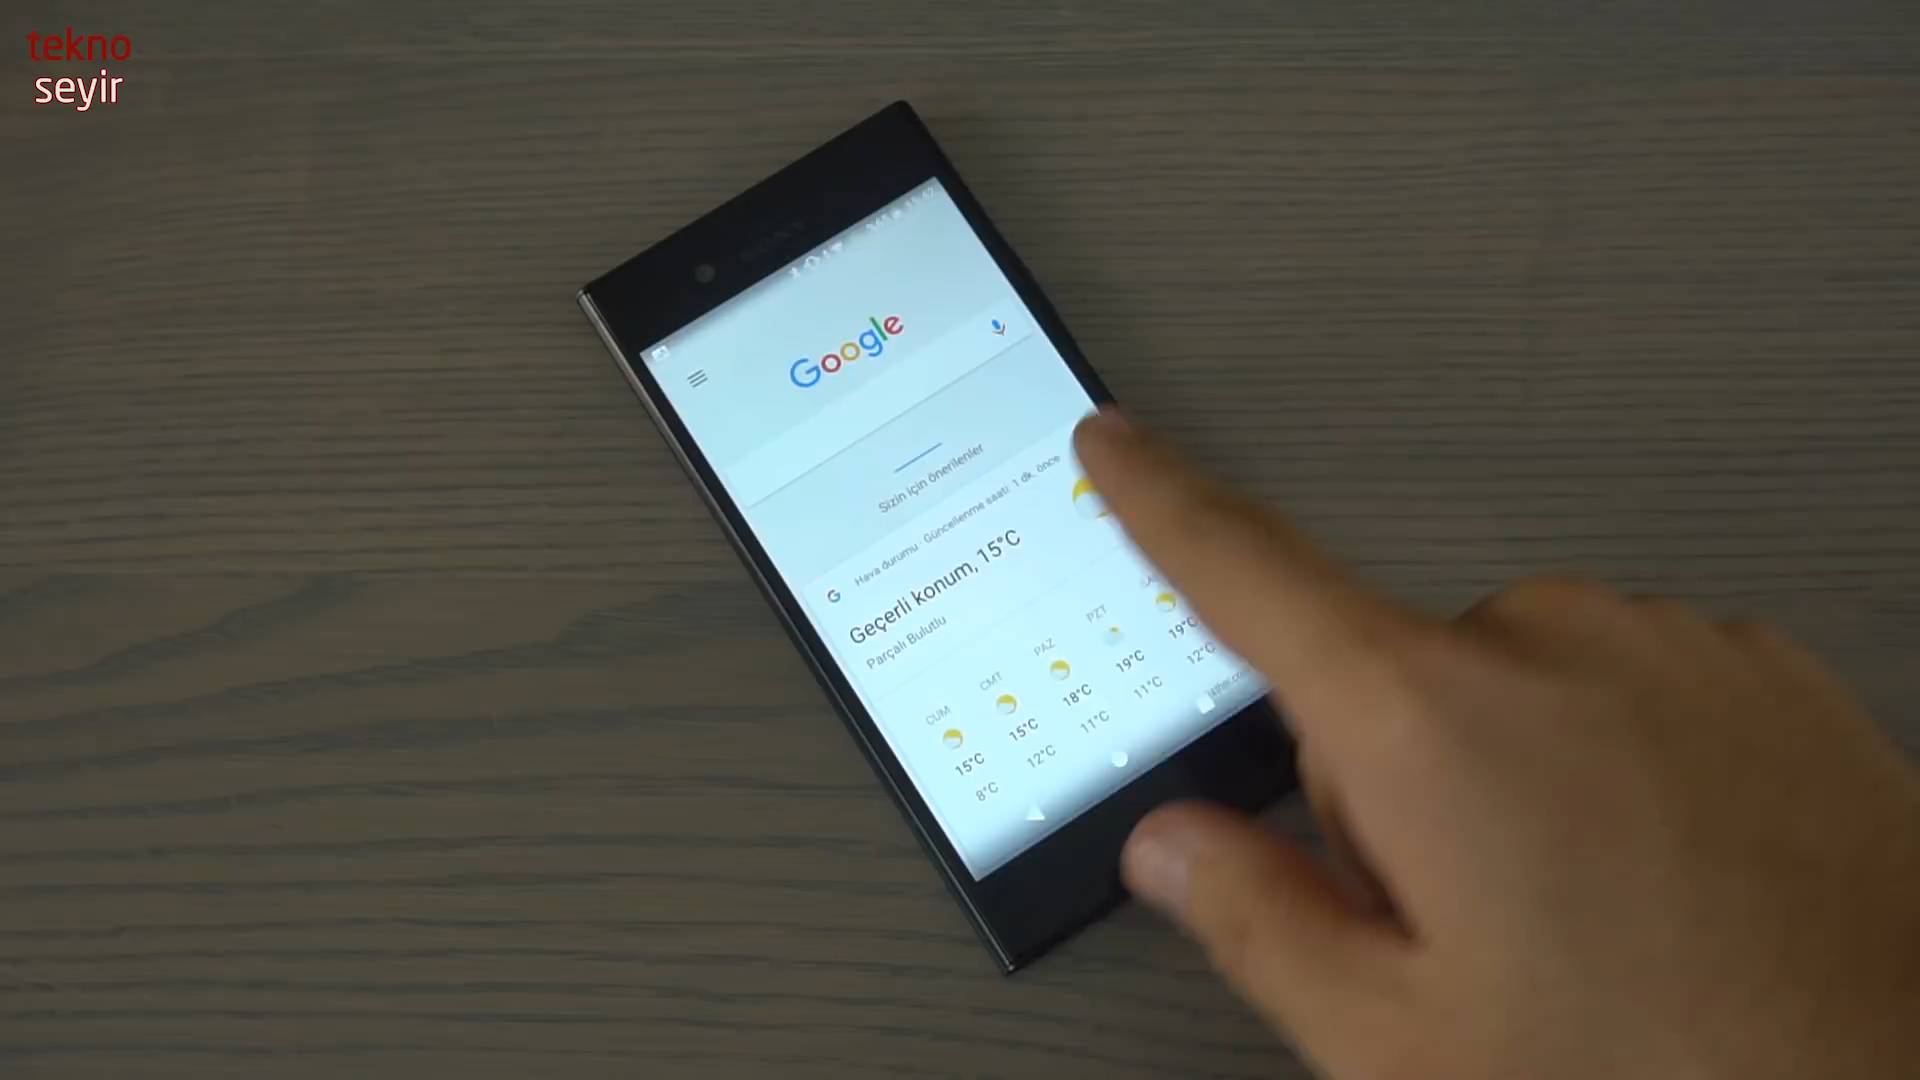 tekno
seyir
SONY
Google
Sizin için önerilenler
Hava durumu · Güncellenme saati: 1 dk. önce
G
Geçerli konum, 15°C
Parçalı Bulutlu
CUM CMT PAZ PZT
15°C 15°C 18°C 19°C 19°C
8°C 12°C 11°C 11°C 12°C